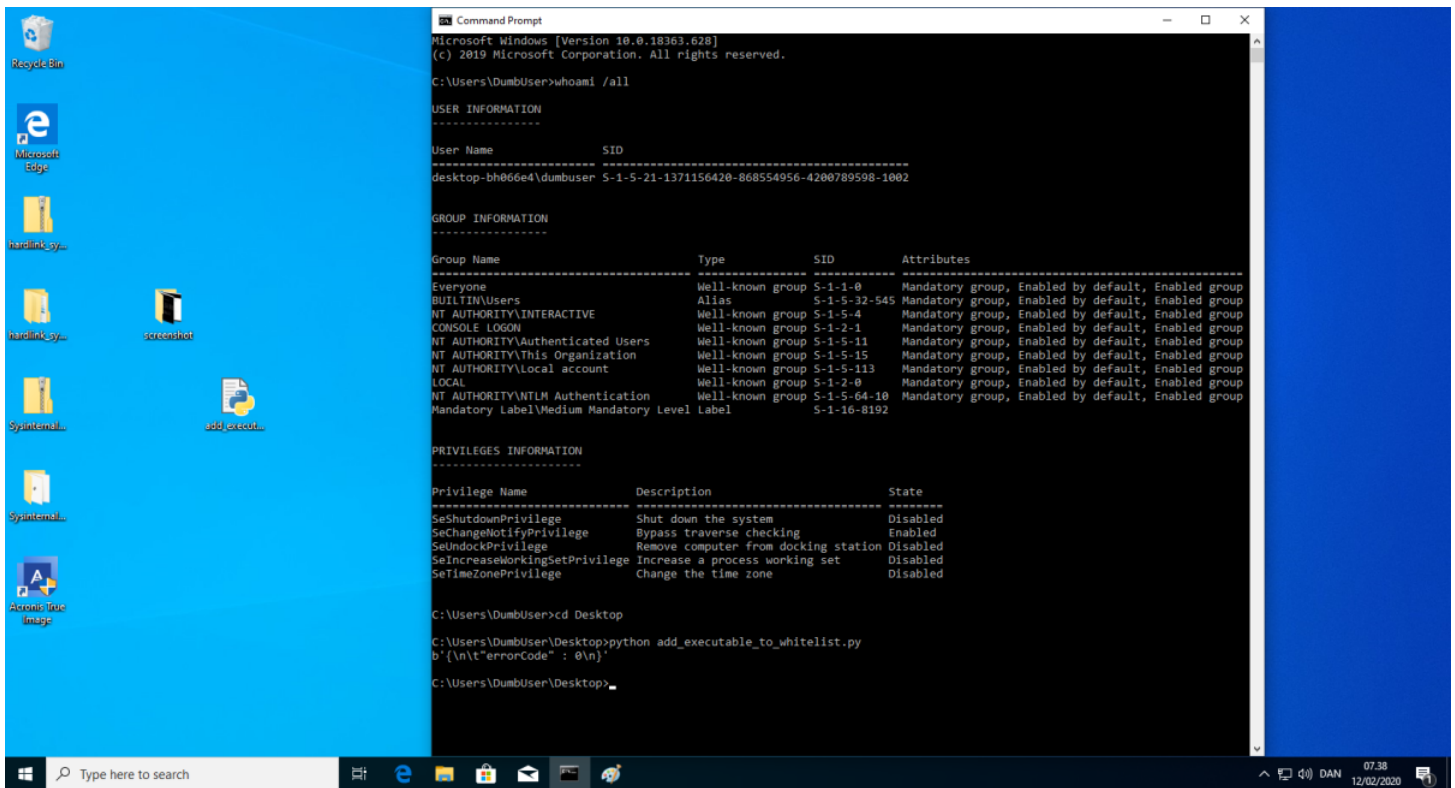 Recycle Bin
Microsoft
Edge
hardlink_sy...
hardlink_sy...
screenshot
Sysinternal...
add_execut...
Sysinternal...
Acronis True
Image
Command Prompt
Microsoft Windows [Version 10.0.18363.628]
(c) 2019 Microsoft Corporation. All rights reserved.
C:\Users\DumbUser>whoami /all
USER INFORMATION
----------------
User Name SID
======================== =============================================
desktop-bh066e4\dumbuser S-1-5-21-1371156420-868554956-4200789598-1002
GROUP INFORMATION
-----------------
Group Name Type SID Attributes
====================================== ================ ============ ==================================================
Everyone Well-known group S-1-1-0 Mandatory group, Enabled by default, Enabled group
BUILTIN\Users Alias S-1-5-32-545 Mandatory group, Enabled by default, Enabled group
NT AUTHORITY\INTERACTIVE Well-known group S-1-5-4 Mandatory group, Enabled by default, Enabled group
CONSOLE LOGON Well-known group S-1-2-1 Mandatory group, Enabled by default, Enabled group
NT AUTHORITY\Authenticated Users Well-known group S-1-5-11 Mandatory group, Enabled by default, Enabled group
NT AUTHORITY\This Organization Well-known group S-1-5-15 Mandatory group, Enabled by default, Enabled group
NT AUTHORITY\Local account Well-known group S-1-5-113 Mandatory group, Enabled by default, Enabled group
LOCAL Well-known group S-1-2-0 Mandatory group, Enabled by default, Enabled group
NT AUTHORITY\NTLM Authentication Well-known group S-1-5-64-10 Mandatory group, Enabled by default, Enabled group
Mandatory Label\Medium Mandatory Level Label S-1-16-8192
PRIVILEGES INFORMATION
----------------------
Privilege Name Description State
============================= ==================================== ========
SeShutdownPrivilege Shut down the system Disabled
SeChangeNotifyPrivilege Bypass traverse checking Enabled
SeUndockPrivilege Remove computer from docking station Disabled
SeIncreaseWorkingSetPrivilege Increase a process working set Disabled
SeTimeZonePrivilege Change the time zone Disabled
C:\Users\DumbUser>cd Desktop
C:\Users\DumbUser\Desktop>python add_executable_to_whitelist.py
b'{\n\t"errorCode" : 0\n}'
C:\Users\DumbUser\Desktop>
Type here to search
DAN
07.38
12/02/2020